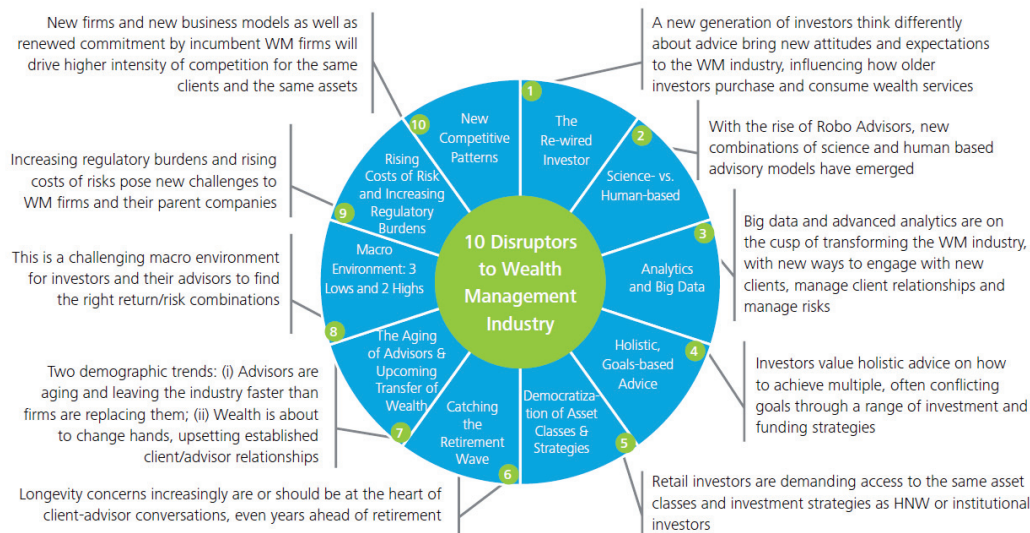 10 Disruptors
to Wealth
Management
Industry
1
The
Re-wired
Investor
A new generation of investors think differently
about advice bring new attitudes and expectations
to the WM industry, influencing how older
investors purchase and consume wealth services
2
Science- vs.
Human-based
With the rise of Robo Advisors, new
combinations of science and human based
advisory models have emerged
3
Analytics
and Big Data
Big data and advanced analytics are on
the cusp of transforming the WM industry,
with new ways to engage with new
clients, manage client relationships and
manage risks
4
Holistic,
Goals-based
Advice
Investors value holistic advice on how
to achieve multiple, often conflicting
goals through a range of investment and
funding strategies
5
Democratiza-
tion of Asset
Classes &
Strategies
Retail investors are demanding access to the same asset
classes and investment strategies as HNW or institutional
investors
6
Catching
the
Retirement
Wave
Longevity concerns increasingly are or should be at the heart of
client-advisor conversations, even years ahead of retirement
7
The Aging
of Advisors &
Upcoming
Transfer of
Wealth
Two demographic trends: (i) Advisors are
aging and leaving the industry faster than
firms are replacing them; (ii) Wealth is about
to change hands, upsetting established
client/advisor relationships
8
Macro
Environment: 3
Lows and 2 Highs
This is a challenging macro environment
for investors and their advisors to find
the right return/risk combinations
9
Rising
Costs of Risk
and Increasing
Regulatory
Burdens
Increasing regulatory burdens and rising
costs of risks pose new challenges to
WM firms and their parent companies
10
New
Competitive
Patterns
New firms and new business models as well as
renewed commitment by incumbent WM firms will
drive higher intensity of competition for the same
clients and the same assets